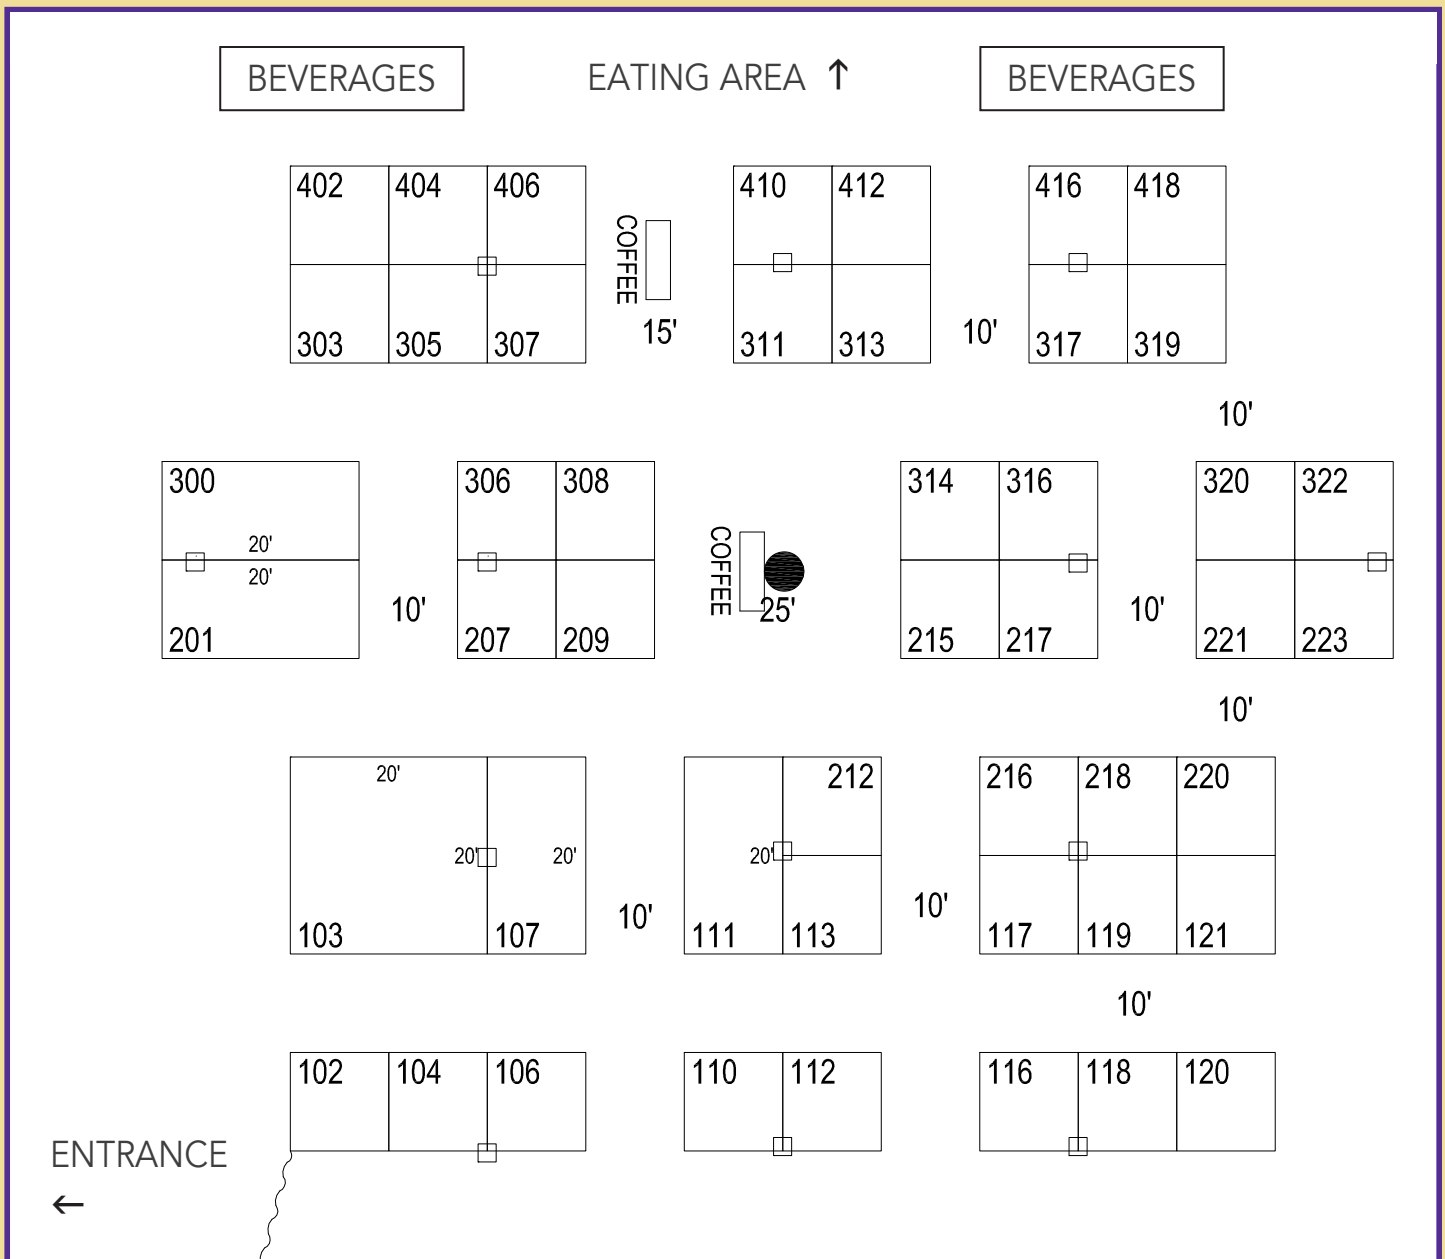 BEVERAGES EATING AREA ↑ BEVERAGES
402 404 406 410 412 416 418
COFFEE
303 305 307 15' 311 313 10' 317 319
10'
300 306 308 314 316 320 322
20'
20'
COFFEE
10' 25' 10'
201 207 209 215 217 221 223
10'
20' 212 216 218 220
20' 20' 20'
10' 10'
103 107 111 113 117 119 121
10'
102 104 106 110 112 116 118 120
ENTRANCE
←